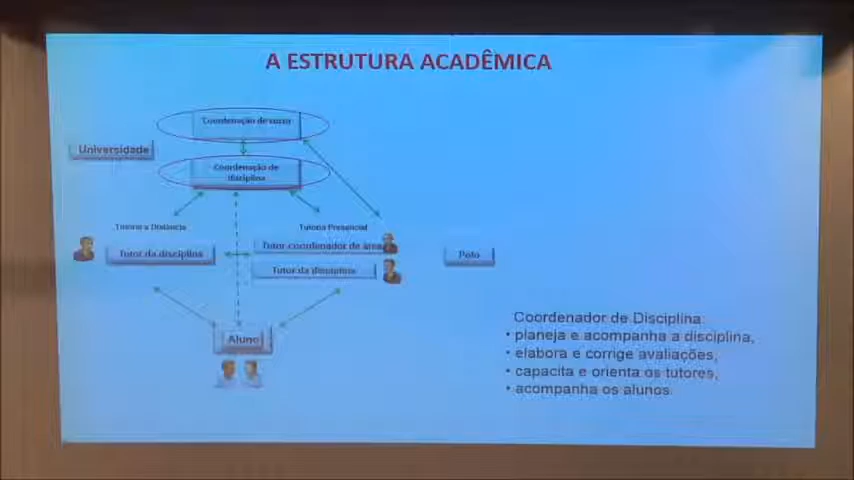 A ESTRUTURA ACADÊMICA
Coordenação de curso
Universidade
Coordenação de
disciplina
Tutoria a Distância
Tutoria Presencial
Tutor da disciplina
Tutor coordenador de área
Tutor da disciplina
Polo
Aluno
Coordenador de Disciplina:
• planeja e acompanha a disciplina,
• elabora e corrige avaliações,
• capacita e orienta os tutores,
• acompanha os alunos.